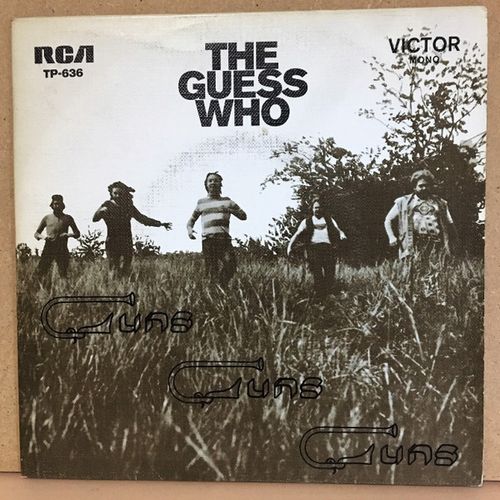 RCA
TP-636
THE
GUESS
WHO
VICTOR
MONO
Guns
Guns
Guns